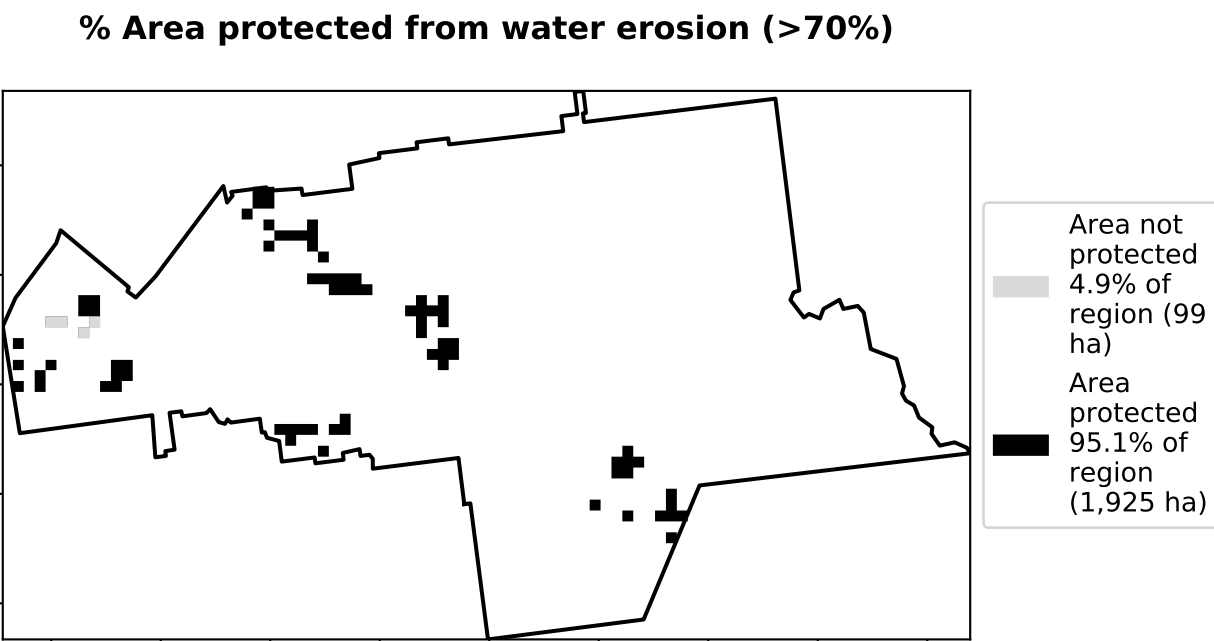 % Area protected from water erosion (>70%)
Area not
protected
4.9% of
region (99
ha)
Area
protected
95.1% of
region
(1,925 ha)